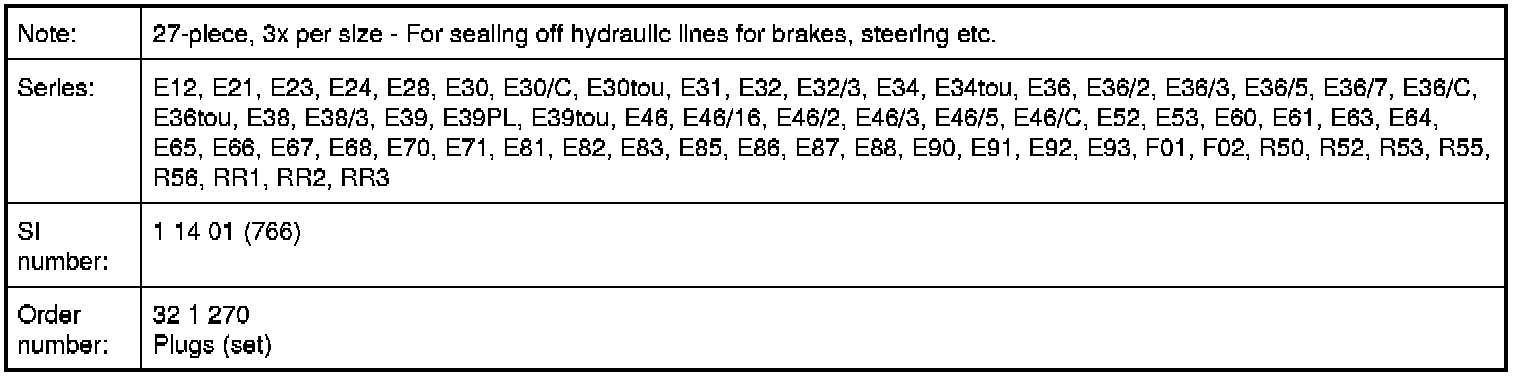 Note: 27-piece, 3x per size - For sealing off hydraulic lines for brakes, steering etc.
Series: E12, E21, E23, E24, E28, E30, E30/C, E30tou, E31, E32, E32/3, E34, E34tou, E36, E36/2, E36/3, E36/5, E36/7, E36/C,
E36tou, E38, E38/3, E39, E39PL, E39tou, E46, E46/16, E46/2, E46/3, E46/5, E46/C, E52, E53, E60, E61, E63, E64,
E65, E66, E67, E68, E70, E71, E81, E82, E83, E85, E86, E87, E88, E90, E91, E92, E93, F01, F02, R50, R52, R53, R55,
R56, RR1, RR2, RR3
SI 1 14 01 (766)
number:
Order 32 1 270
number: Plugs (set)